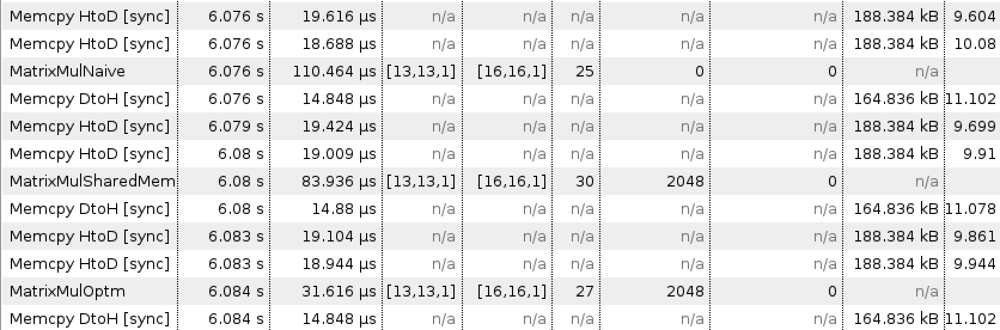 Memcpy HtoD [sync] 6.076 s 19.616 µs n/a n/a n/a n/a n/a 188.384 kB 9.604
Memcpy HtoD [sync] 6.076 s 18.688 µs n/a n/a n/a n/a n/a 188.384 kB 10.08
MatrixMulNaive 6.076 s 110.464 µs [13,13,1] [16,16,1] 25 0 0 n/a
Memcpy DtoH [sync] 6.076 s 14.848 µs n/a n/a n/a n/a n/a 164.836 kB 11.102
Memcpy HtoD [sync] 6.079 s 19.424 µs n/a n/a n/a n/a n/a 188.384 kB 9.699
Memcpy HtoD [sync] 6.08 s 19.009 µs n/a n/a n/a n/a n/a 188.384 kB 9.91
MatrixMulSharedMem 6.08 s 83.936 µs [13,13,1] [16,16,1] 30 2048 0 n/a
Memcpy DtoH [sync] 6.08 s 14.88 µs n/a n/a n/a n/a n/a 164.836 kB 11.078
Memcpy HtoD [sync] 6.083 s 19.104 µs n/a n/a n/a n/a n/a 188.384 kB 9.861
Memcpy HtoD [sync] 6.083 s 18.944 µs n/a n/a n/a n/a n/a 188.384 kB 9.944
MatrixMulOptm 6.084 s 31.616 µs [13,13,1] [16,16,1] 27 2048 0 n/a
Memcpy DtoH [sync] 6.084 s 14.848 µs n/a n/a n/a n/a n/a 164.836 kB 11.102